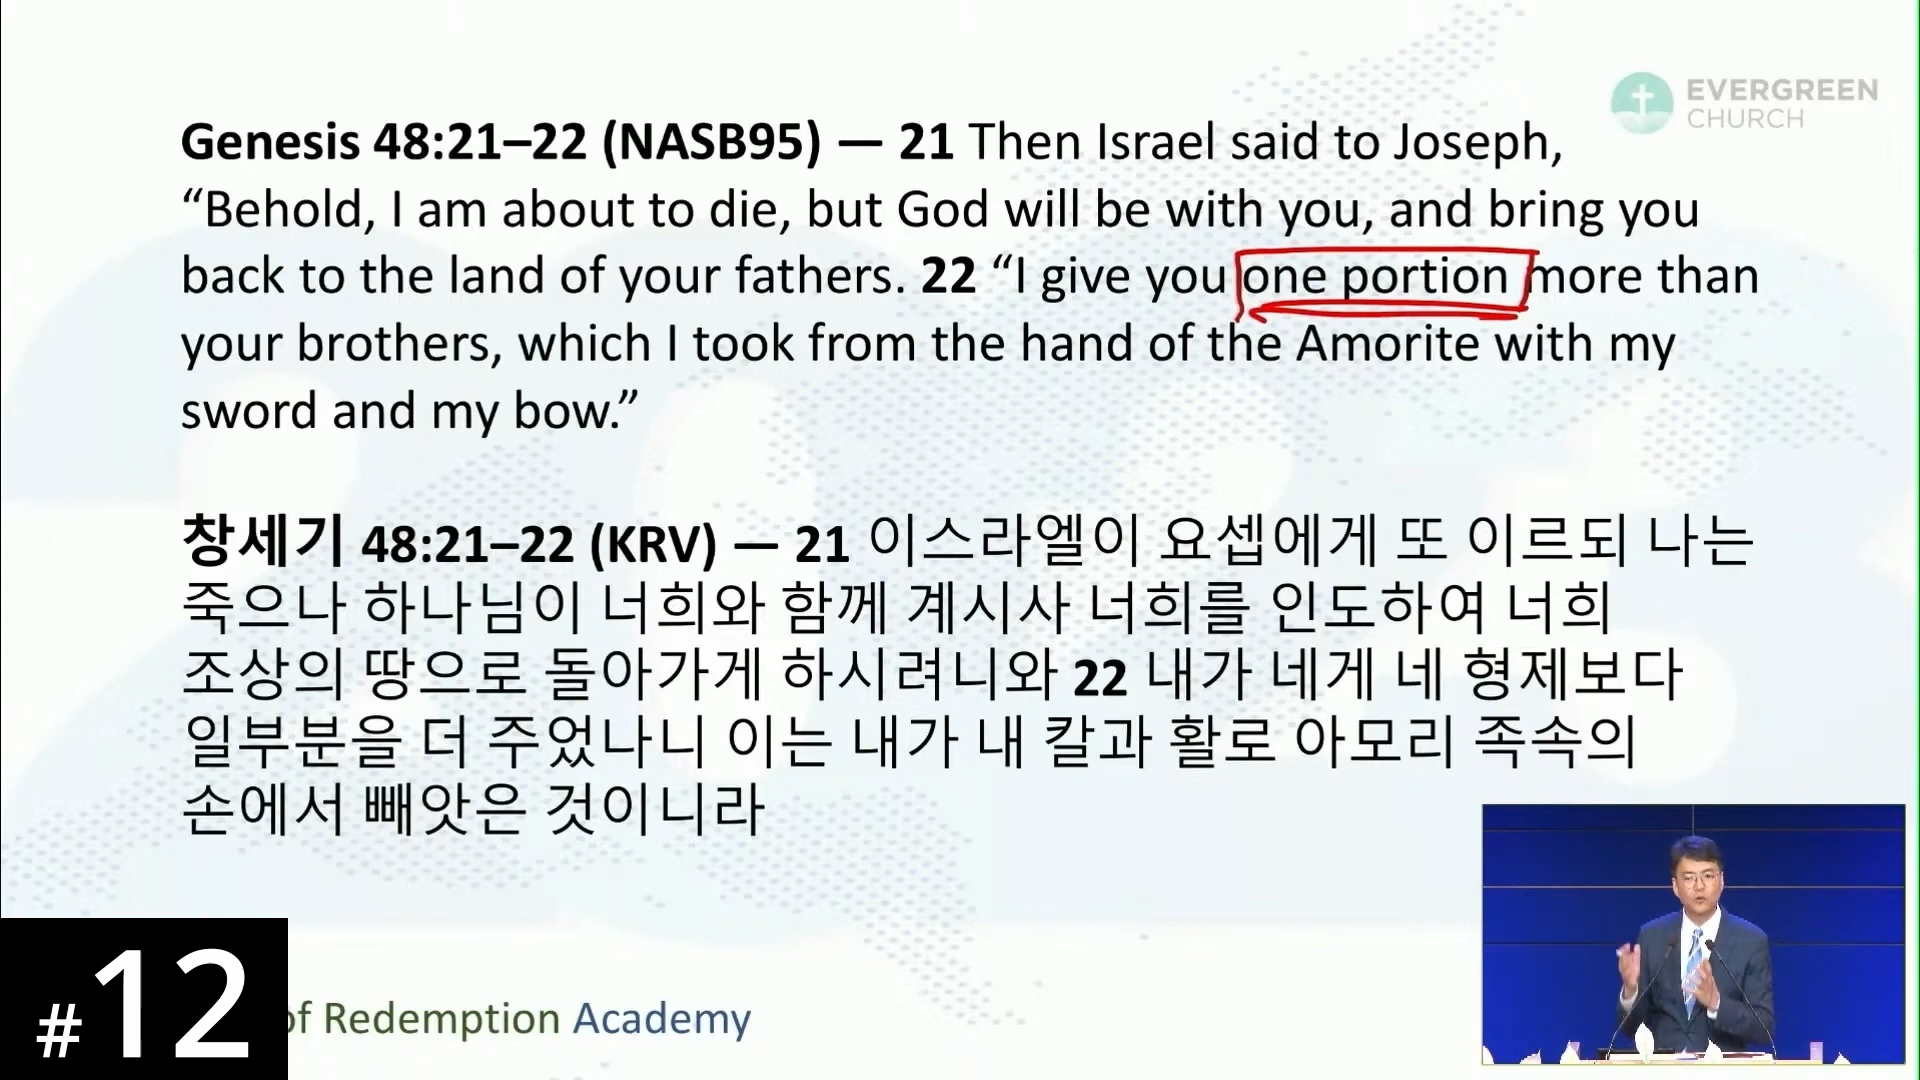 EVERGREEN
CHURCH
Genesis 48:21–22 (NASB95) — 21 Then Israel said to Joseph,
“Behold, I am about to die, but God will be with you, and bring you
back to the land of your fathers. 22 “I give you one portion more than
your brothers, which I took from the hand of the Amorite with my
sword and my bow.”
창세기 48:21–22 (KRV) — 21 이스라엘이 요셉에게 또 이르되 나는
죽으나 하나님이 너희와 함께 계시사 너희를 인도하여 너희
조상의 땅으로 돌아가게 하시려니와 22 내가 네게 네 형제보다
일부분을 더 주었나니 이는 내가 내 칼과 활로 아모리 족속의
손에서 빼앗은 것이니라
#12
of Redemption Academy